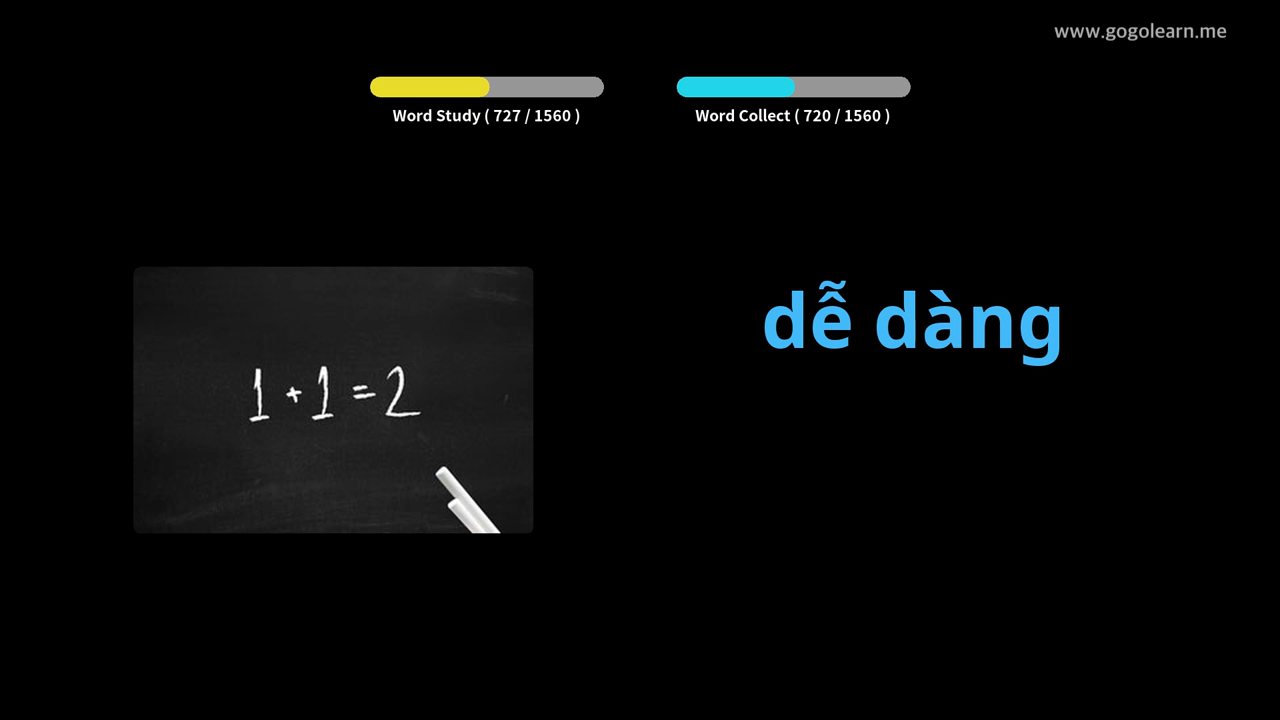 www.gogolearn.me
Word Study ( 727 / 1560 )
Word Collect ( 720 / 1560 )
dễ dàng
1 + 1 = 2